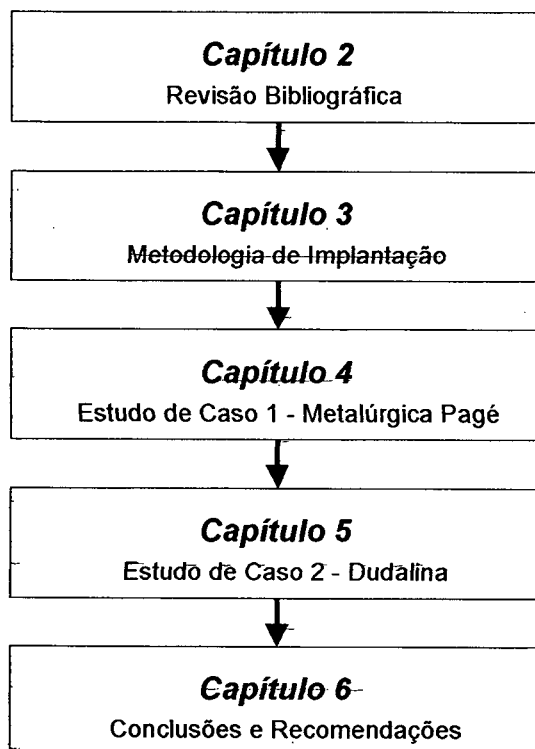 Capítulo 2
Revisão Bibliográfica
Capítulo 3
Metodologia de Implantação
Capítulo 4
Estudo de Caso 1 - Metalúrgica Pagé
Capítulo 5
Estudo de Caso 2 - Dudalina
Capítulo 6
Conclusões e Recomendações